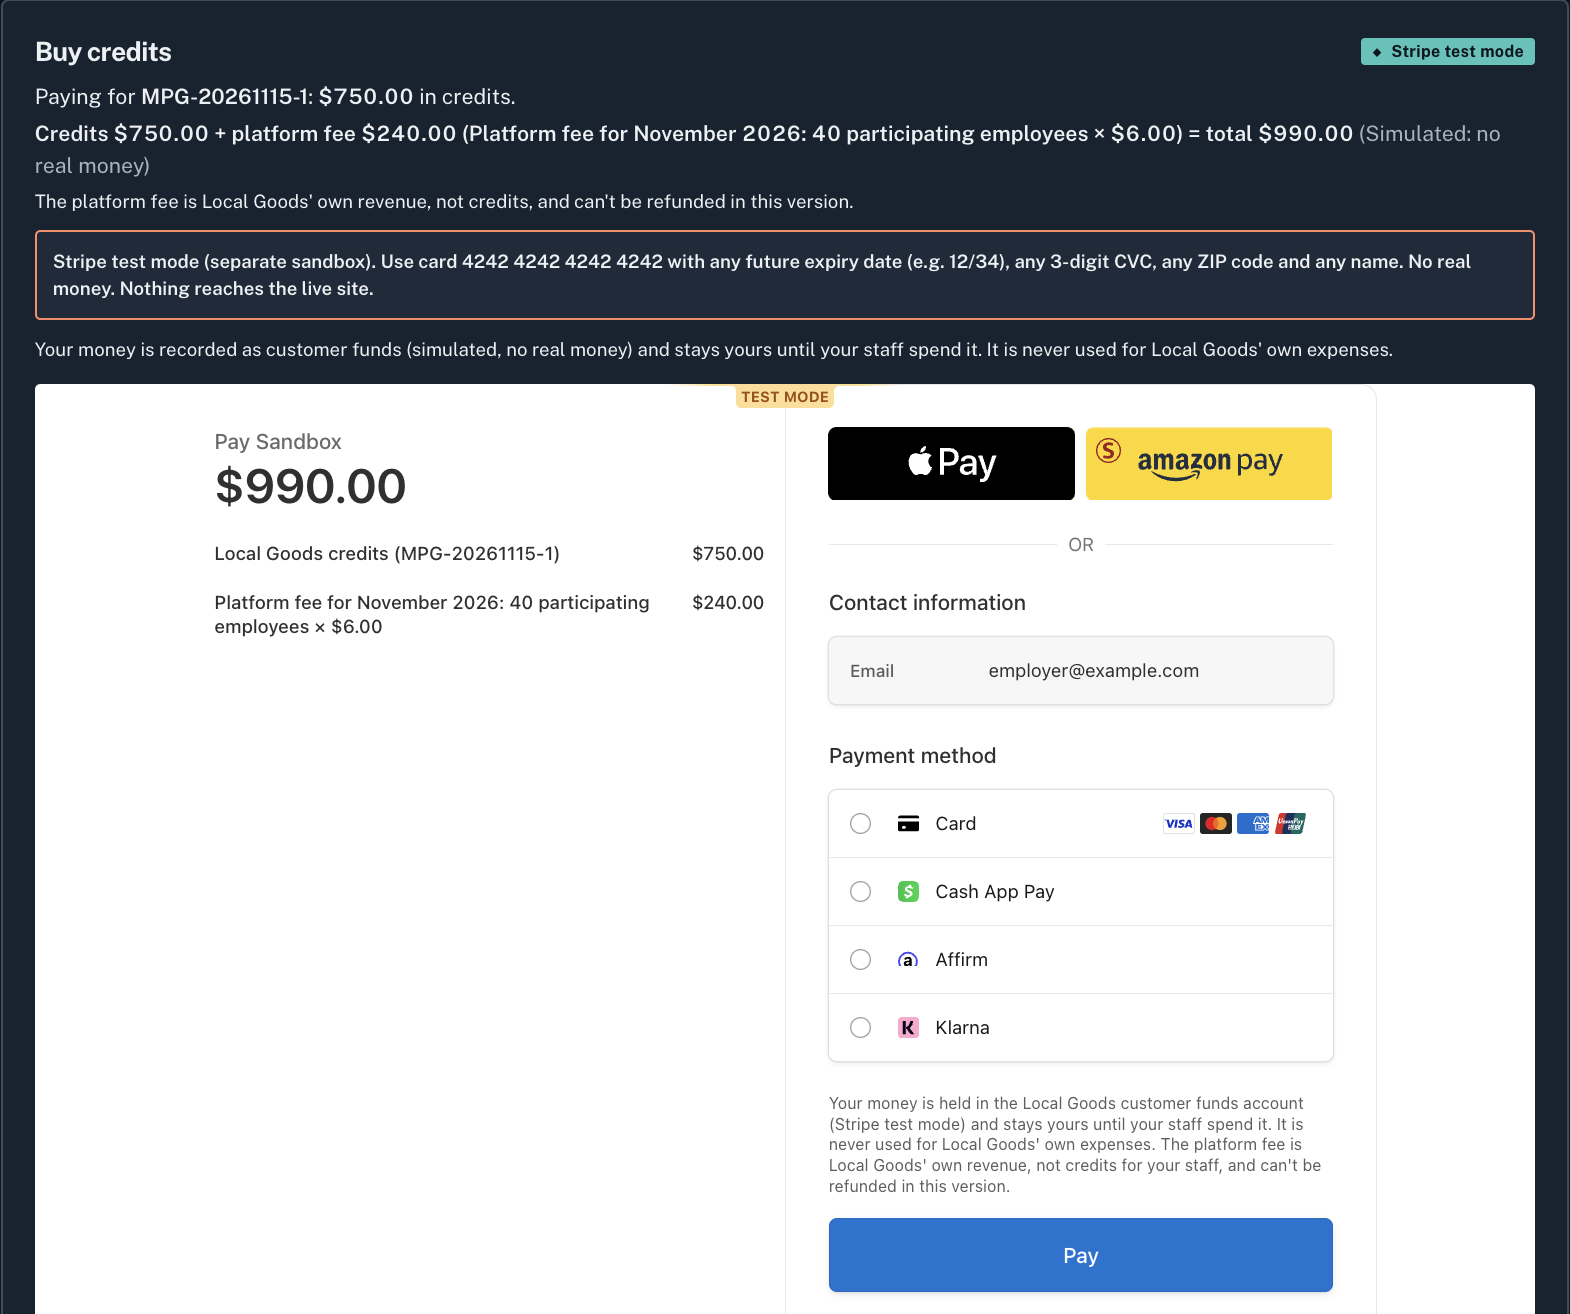 Buy credits
Stripe test mode
Paying for MPG-20261115-1: $750.00 in credits.
Credits $750.00 + platform fee $240.00 (Platform fee for November 2026: 40 participating employees × $6.00) = total $990.00 (Simulated: no
real money)
The platform fee is Local Goods' own revenue, not credits, and can't be refunded in this version.
Stripe test mode (separate sandbox). Use card 4242 4242 4242 4242 with any future expiry date (e.g. 12/34), any 3-digit CVC, any ZIP code and any name. No real
money. Nothing reaches the live site.
Your money is recorded as customer funds (simulated, no real money) and stays yours until your staff spend it. It is never used for Local Goods' own expenses.
TEST MODE
Pay Sandbox
$990.00
Local Goods credits (MPG-20261115-1) $750.00
Platform fee for November 2026: 40 participating $240.00
employees × $6.00
Pay
S amazon pay
OR
Contact information
Email employer@example.com
Payment method
Card VISA AMEX UnionPay
Cash App Pay
Affirm
Klarna
Your money is held in the Local Goods customer funds account
(Stripe test mode) and stays yours until your staff spend it. It is
never used for Local Goods' own expenses. The platform fee is
Local Goods' own revenue, not credits for your staff, and can't be
refunded in this version.
Pay